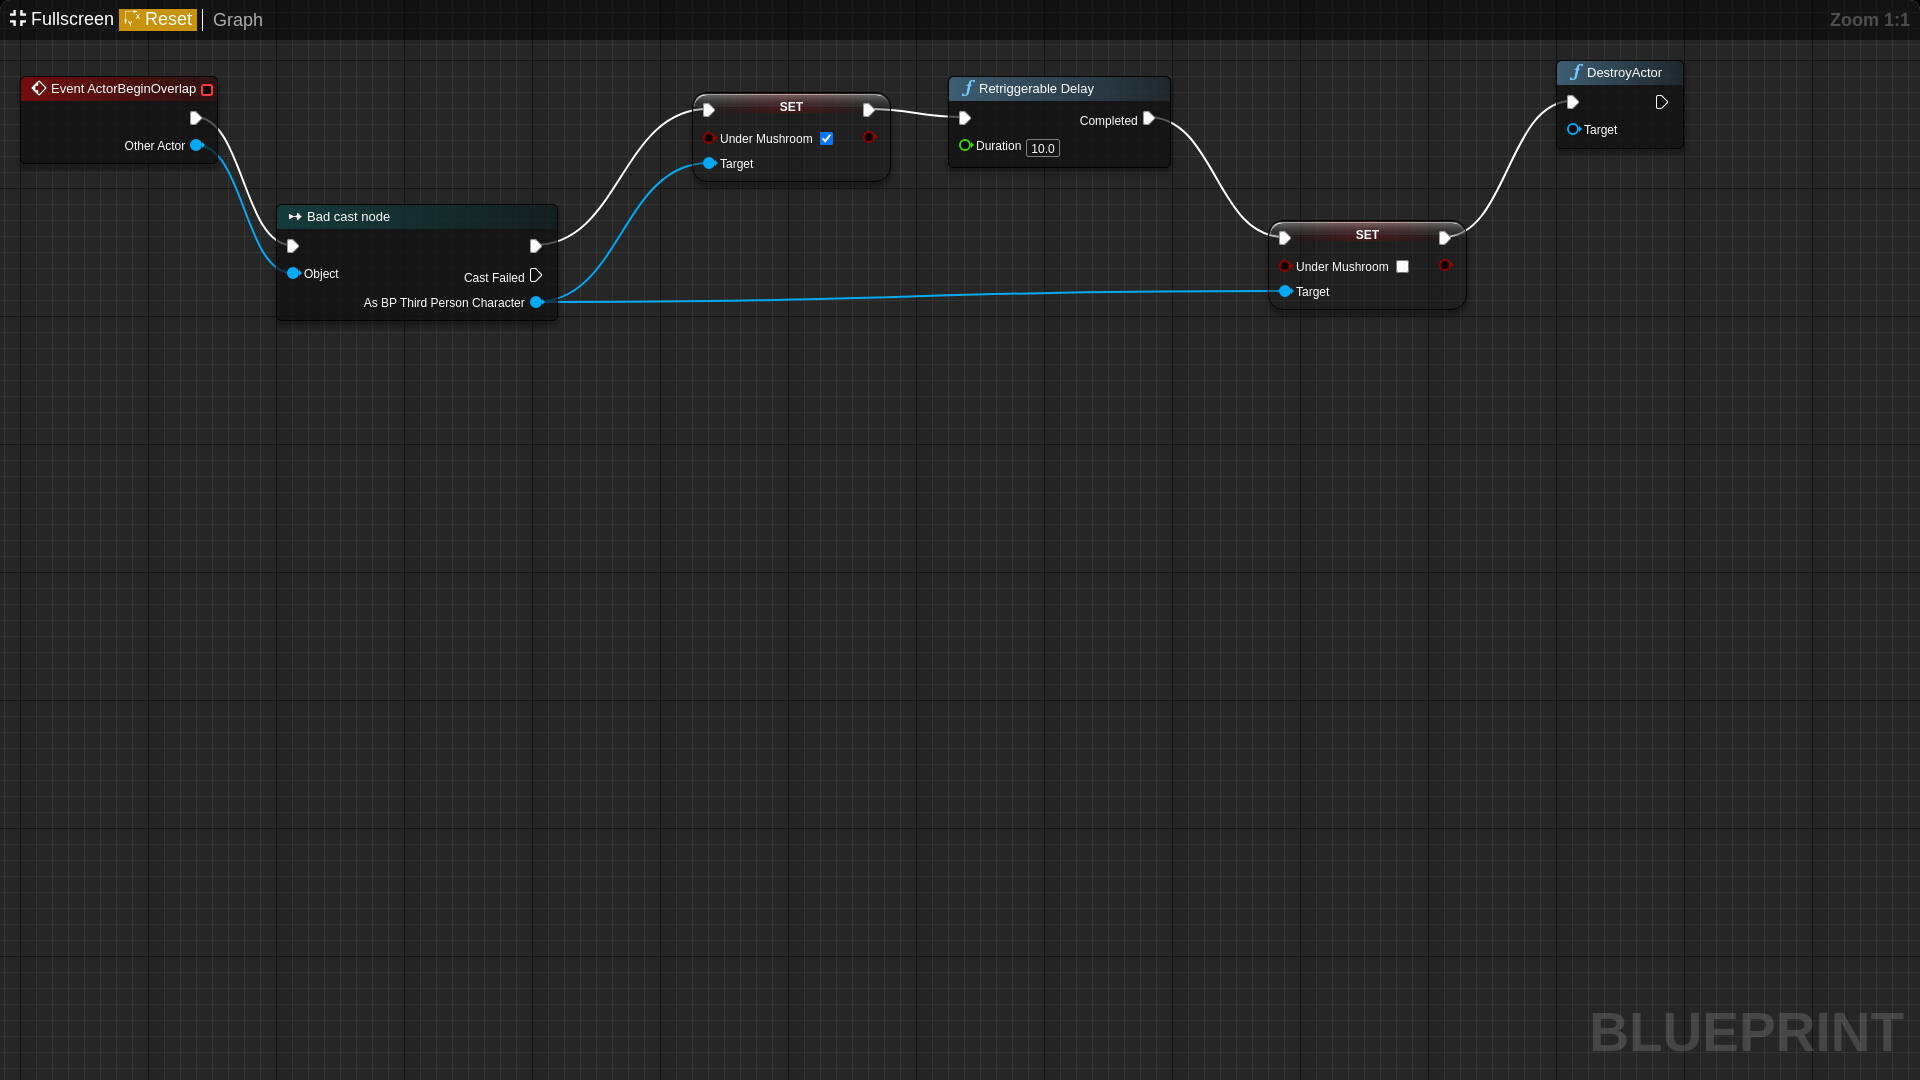 Fullscreen Reset Graph
Zoom 1:1
Event ActorBeginOverlap
Other Actor
Bad cast node
Object
Cast Failed
As BP Third Person Character
SET
Under Mushroom
Target
Retriggerable Delay
Completed
Duration 10.0
SET
Under Mushroom
Target
DestroyActor
Target
BLUEPRINT